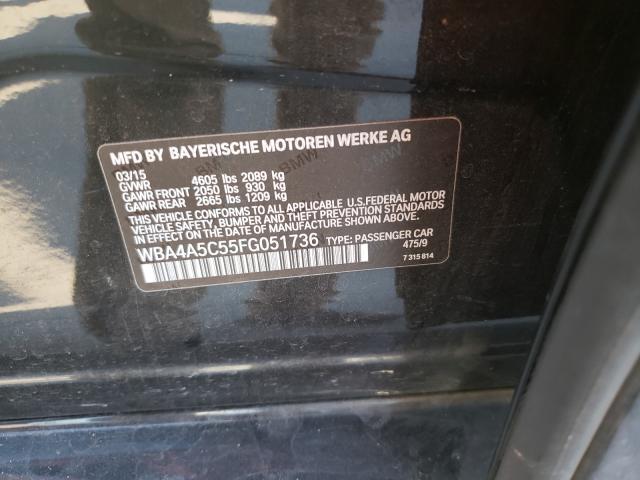 MFD BY BAYERISCHE MOTOREN WERKE AG
03/15
GVWR 4605 lbs 2089 kg
GAWR FRONT 2050 lbs 930 kg
GAWR REAR 2665 lbs 1209 kg
THIS VEHICLE CONFORMS TO ALL APPLICABLE U.S. FEDERAL MOTOR
VEHICLE SAFETY, BUMPER, AND THEFT PREVENTION
STANDARDS IN EFFECT ON THE DATE OF MANUFACTURE SHOWN ABOVE.
WBA4A5C55FG051736 TYPE: PASSENGER CAR
475/9
7 315 814